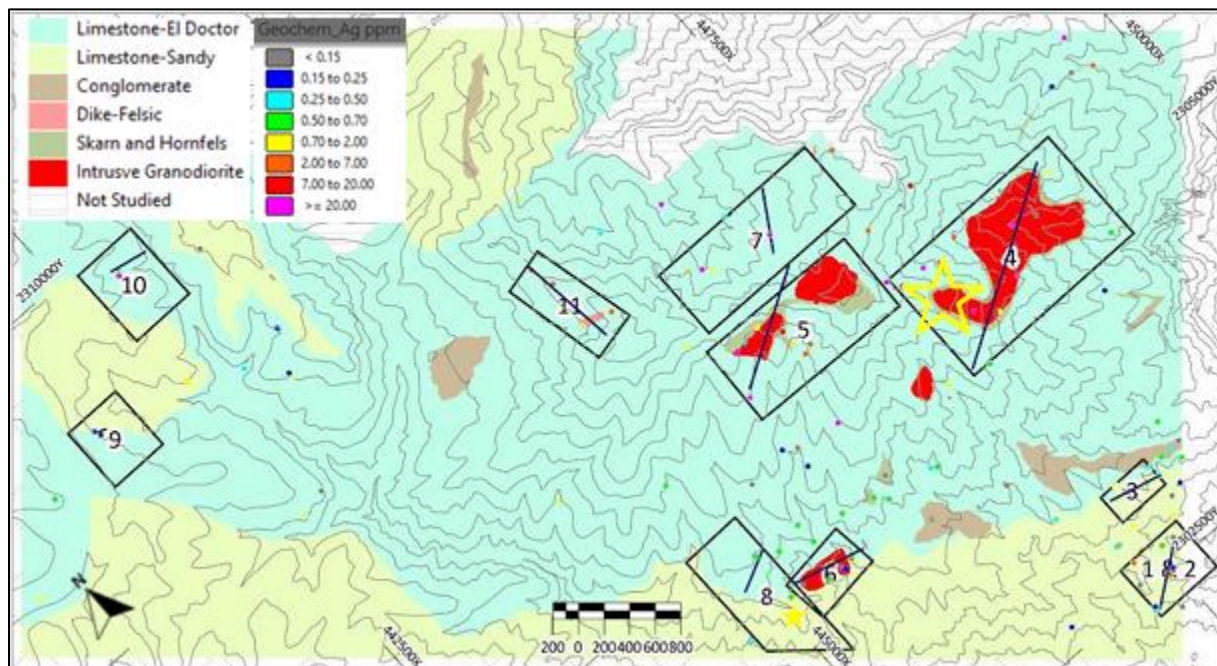 Limestone-El Doctor
Limestone-Sandy
Conglomerate
Dike-Felsic
Skarn and Hornfels
Intrusve Granodiorite
Not Studied
Geochem_Ag ppm
< 0.15
0.15 to 0.25
0.25 to 0.50
0.50 to 0.70
0.70 to 2.00
2.00 to 7.00
7.00 to 20.00
>= 20.00
447500X
450000X
2305000Y
2310000Y
10
11
7
4
5
9
3
2302500Y
1 & 2
6
8
N
442500X
445000X
200 0 200400600800